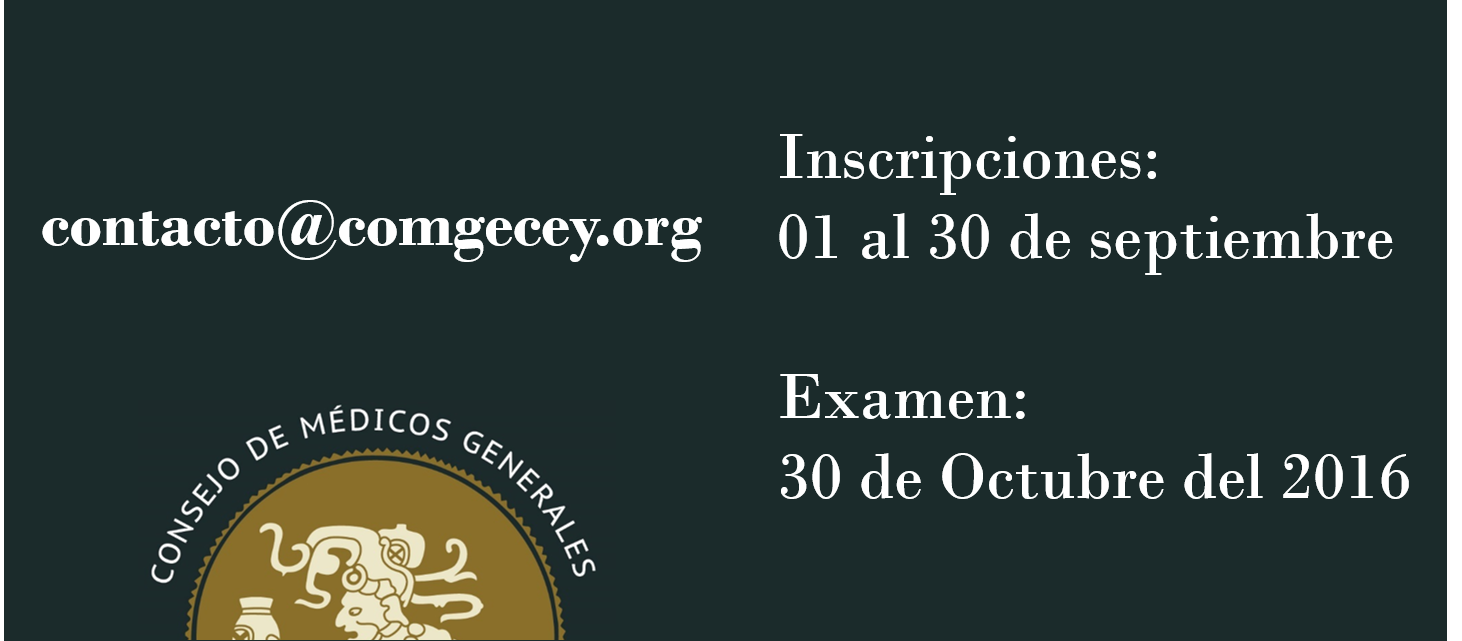 contacto@comgecey.org
Inscripciones:
01 al 30 de septiembre
Examen:
30 de Octubre del 2016
CONSEJO DE MÉDICOS GENERALES